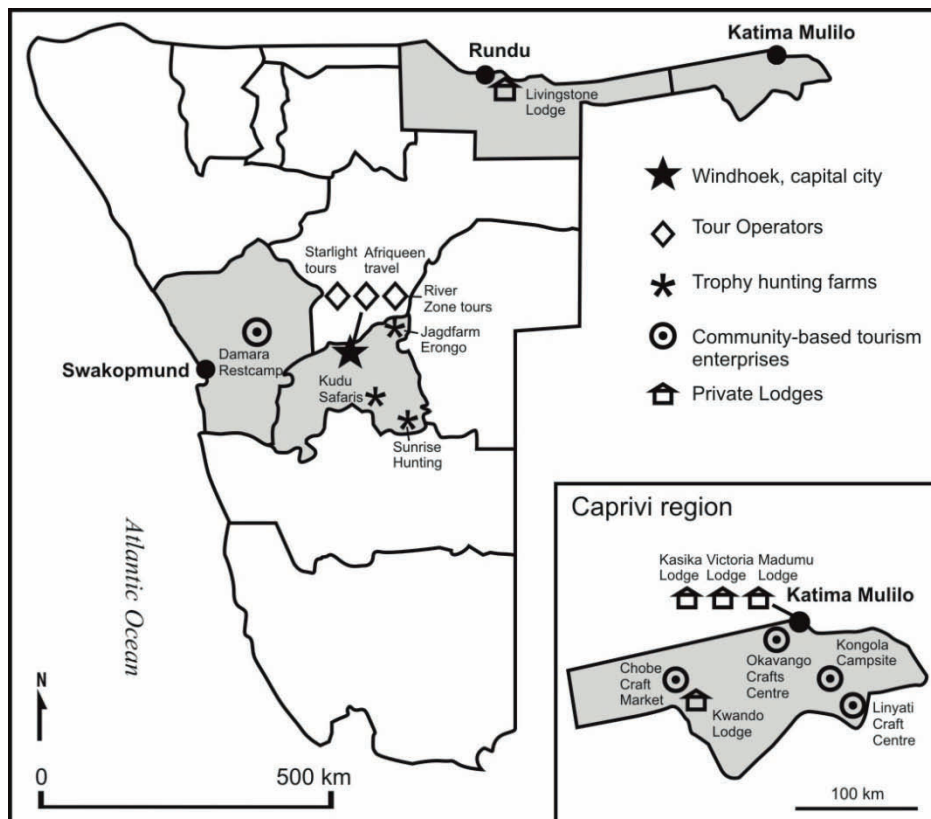 Katima Mulilo
Rundu
Livingstone
Lodge
Windhoek, capital city
Tour Operators
Trophy hunting farms
Community-based tourism
enterprises
Private Lodges
Starlight
tours
Afriqueen
travel
River
Zone tours
Jagdfarm
Erongo
Damara
Restcamp
Swakopmund
Kudu
Safaris
Sunrise
Hunting
Atlantic Ocean
N
0
500 km
Caprivi region
Kasika
Lodge
Victoria
Lodge
Madumu
Lodge
Katima Mulilo
Kongola
Campsite
Okavango
Crafts
Centre
Chobe
Craft
Market
Kwando
Lodge
Linyati
Craft
Centre
100 km